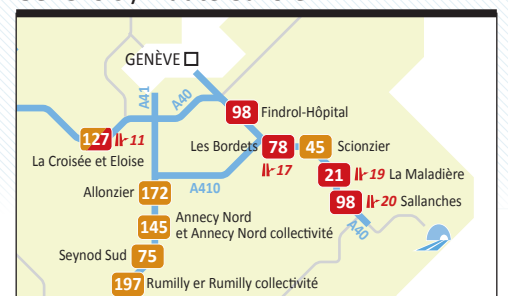 GENÈVE
A41
A40
98 Findrol-Hôpital
127 11
La Croisée et Eloise
Les Bordets 78 45 Scionzier
17
21 19 La Maladière
Allonzier 172
A410
98 20 Sallanches
A40
145 Annecy Nord
et Annecy Nord collectivité
Seynod Sud 75
197 Rumilly er Rumilly collectivité